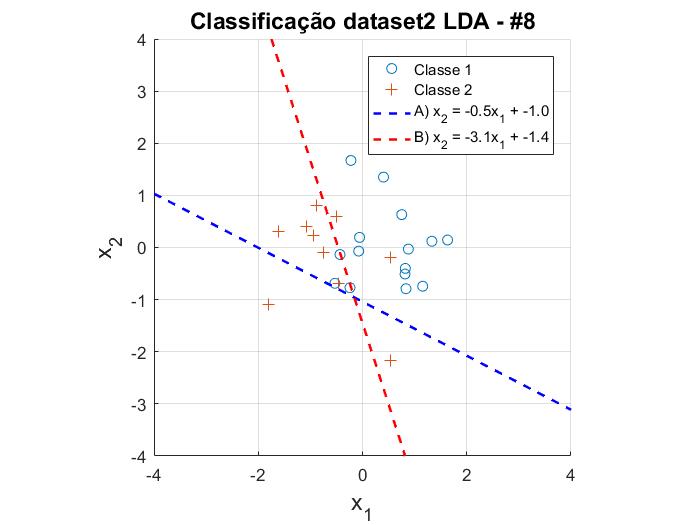 Classificação dataset2 LDA - #8
4
3
2
1
0
-1
-2
-3
-4
x2
Classe 1
Classe 2
A) x2 = -0.5x1 + -1.0
B) x2 = -3.1x1 + -1.4
-4 -2 0 2 4
x1